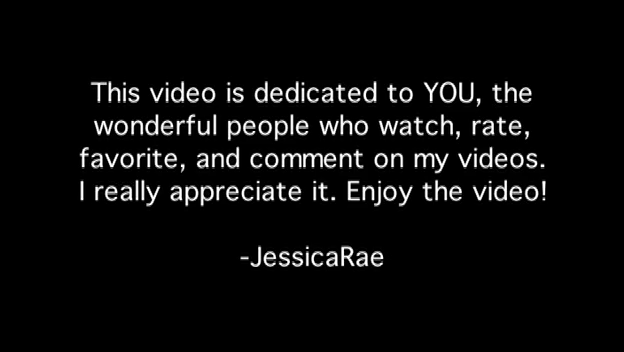 This video is dedicated to YOU, the
wonderful people who watch, rate,
favorite, and comment on my videos.
I really appreciate it. Enjoy the video!
-JessicaRae